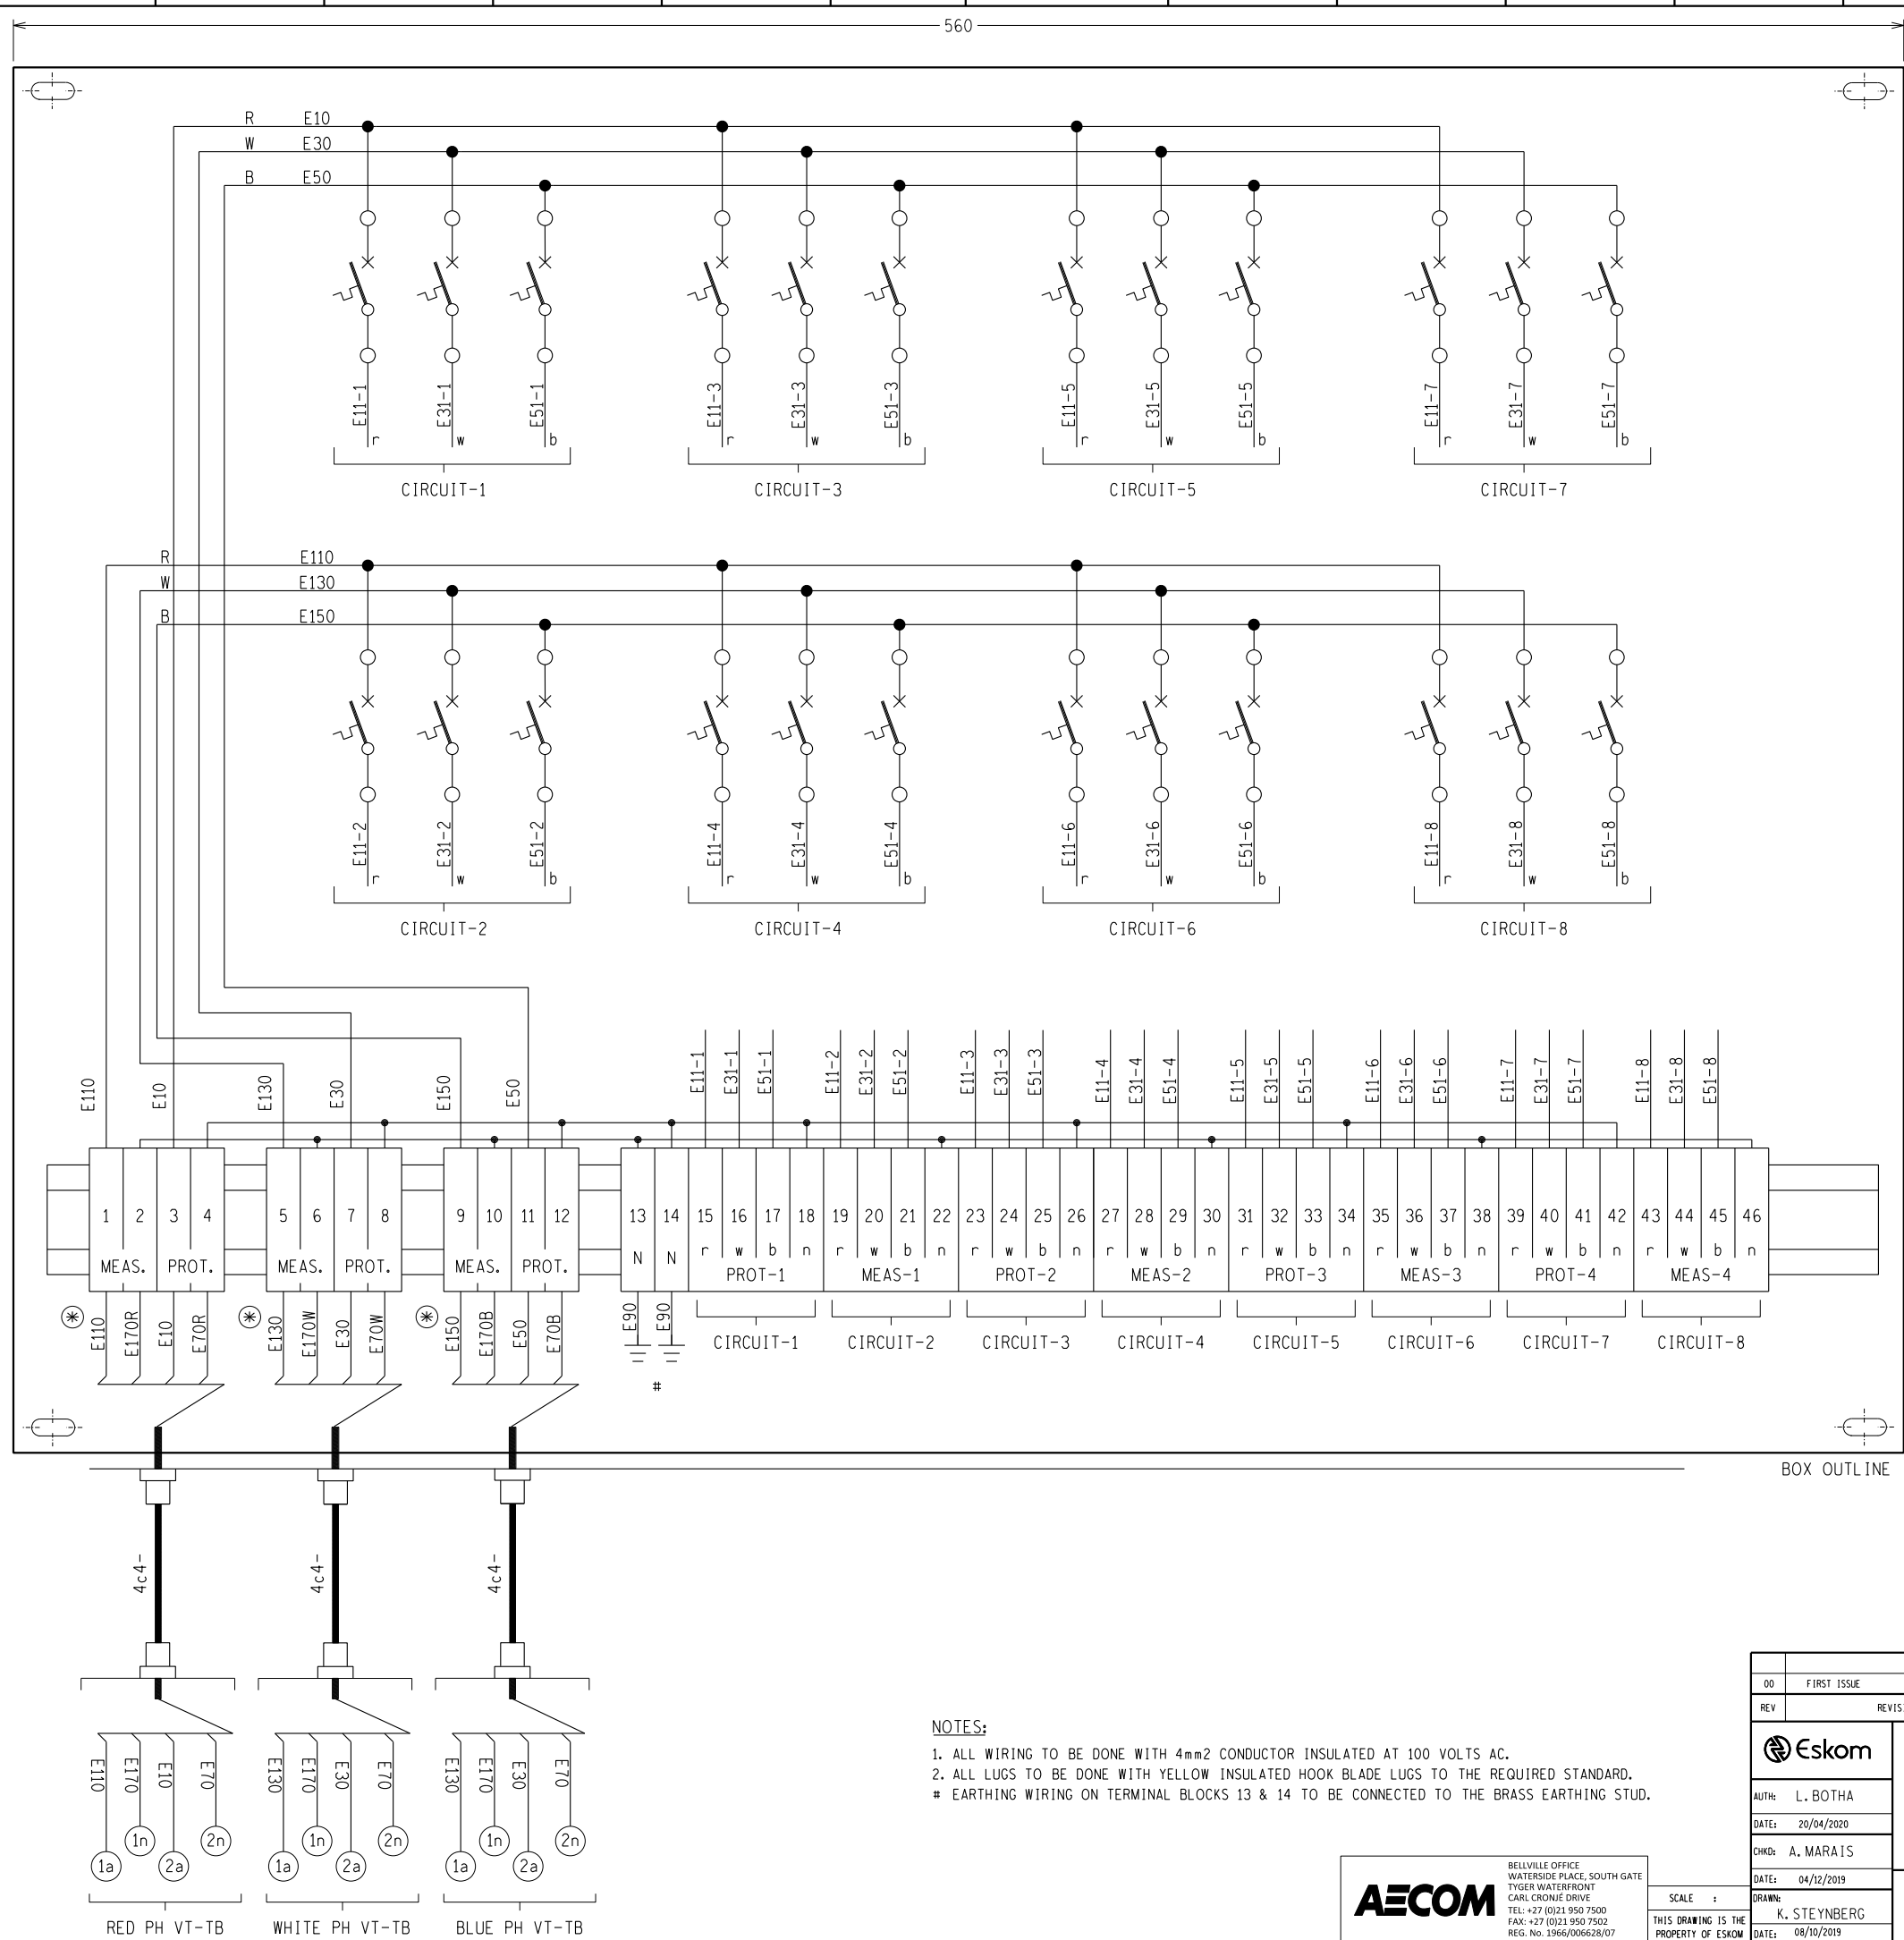 560
R E10
W E30
B E50
E11-1 E31-1 E51-1 E11-3 E31-3 E51-3 E11-5 E31-5 E51-5 E11-7 E31-7 E51-7
r w b r w b r w b r w b
CIRCUIT-1 CIRCUIT-3 CIRCUIT-5 CIRCUIT-7
R E110
W E130
B E150
E11-2 E31-2 E51-2 E11-4 E31-4 E51-4 E11-6 E31-6 E51-6 E11-8 E31-8 E51-8
r w b r w b r w b r w b
CIRCUIT-2 CIRCUIT-4 CIRCUIT-6 CIRCUIT-8
E110 E10 E130 E30 E150 E50 E11-1 E31-1 E51-1 E11-2 E31-2 E51-2 E11-3 E31-3 E51-3 E11-4 E31-4 E51-4 E11-5 E31-5 E51-5 E11-6 E31-6 E51-6 E11-7 E31-7 E51-7 E11-8 E31-8 E51-8
1 2 3 4 5 6 7 8 9 10 11 12 13 14 15 16 17 18 19 20 21 22 23 24 25 26 27 28 29 30 31 32 33 34 35 36 37 38 39 40 41 42 43 44 45 46
N N r w b n r w b n r w b n r w b n r w b n r w b n r w b n r w b n
MEAS. PROT. MEAS. PROT. MEAS. PROT. PROT-1 MEAS-1 PROT-2 MEAS-2 PROT-3 MEAS-3 PROT-4 MEAS-4
* E110 E170R E10 E70R * E130 E170W E30 E70W * E150 E170B E50 E70B E90 E90
CIRCUIT-1 CIRCUIT-2 CIRCUIT-3 CIRCUIT-4 CIRCUIT-5 CIRCUIT-6 CIRCUIT-7 CIRCUIT-8
#
BOX OUTLINE
4c4- 4c4- 4c4-
E110 E170 E10 E70 E130 E170 E30 E70 E130 E170 E30 E70
1n 2n 1n 2n 1n 2n
1a 2a 1a 2a 1a 2a
RED PH VT-TB WHITE PH VT-TB BLUE PH VT-TB
NOTES:
1. ALL WIRING TO BE DONE WITH 4mm2 CONDUCTOR INSULATED AT 100 VOLTS AC.
2. ALL LUGS TO BE DONE WITH YELLOW INSULATED HOOK BLADE LUGS TO THE REQUIRED STANDARD.
# EARTHING WIRING ON TERMINAL BLOCKS 13 & 14 TO BE CONNECTED TO THE BRASS EARTHING STUD.
AECOM
BELLVILLE OFFICE
WATERSIDE PLACE, SOUTH GATE
TYGER WATERFRONT
CARL CRONJÉ DRIVE
TEL: +27 (0)21 950 7500
FAX: +27 (0)21 950 7502
REG. No. 1966/006628/07
SCALE :
THIS DRAWING IS THE
PROPERTY OF ESKOM
00 FIRST ISSUE
REV REVIS
Eskom
AUTH: L. BOTHA
DATE: 20/04/2020
CHKD: A. MARAIS
DATE: 04/12/2019
DRAWN:
K. STEYNBERG
DATE: 08/10/2019